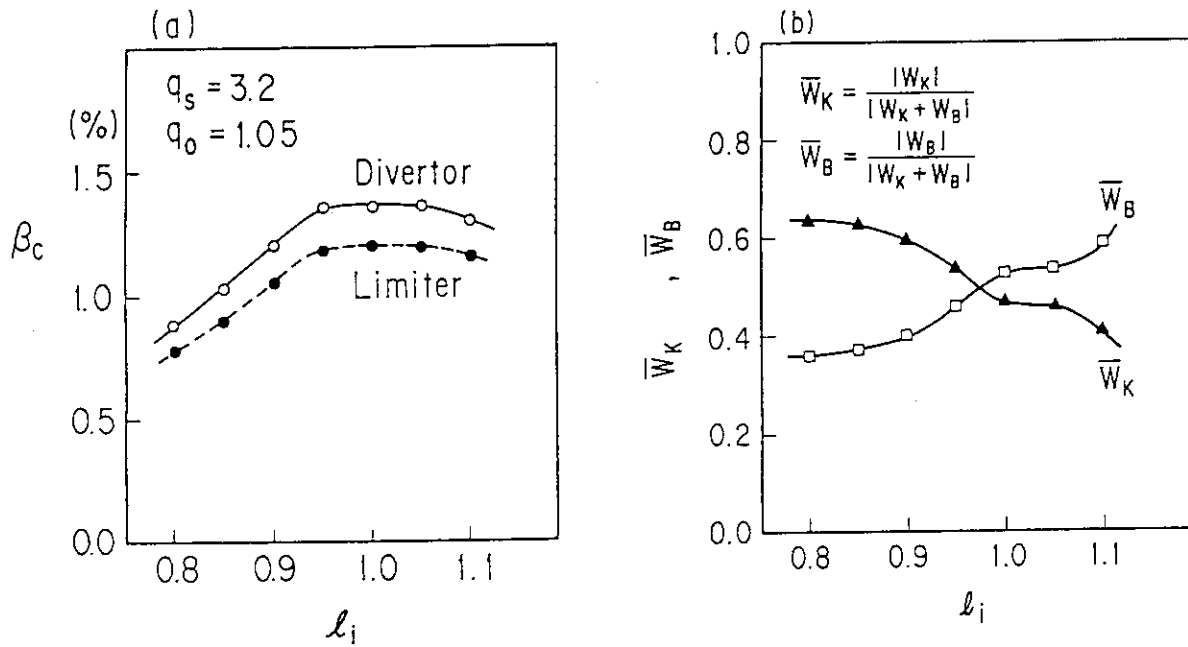 (a)
q_s = 3.2
q_0 = 1.05
(%)
1.5
1.0
0.5
0.0
β_c
Divertor
Limiter
0.8 0.9 1.0 1.1
ℓ_i
(b)
1.0
0.8
0.6
0.4
0.2
0.0
W̅_K , W̅_B
W̅_K = |W_K| / |W_K + W_B|
W̅_B = |W_B| / |W_K + W_B|
W̅_B
W̅_K
0.8 0.9 1.0 1.1
ℓ_i